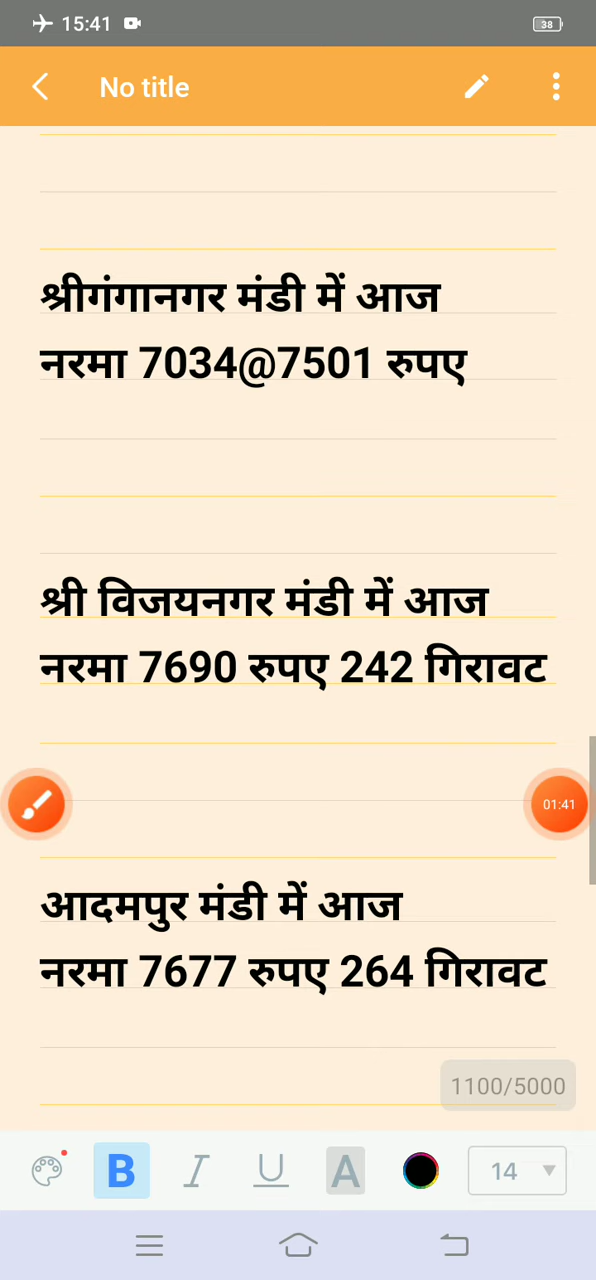 15:41
38
No title
श्रीगंगानगर मंडी में आज
नरमा 7034@7501 रुपए
श्री विजयनगर मंडी में आज
नरमा 7690 रुपए 242 गिरावट
01:41
आदमपुर मंडी में आज
नरमा 7677 रुपए 264 गिरावट
1100/5000
B I U A 14